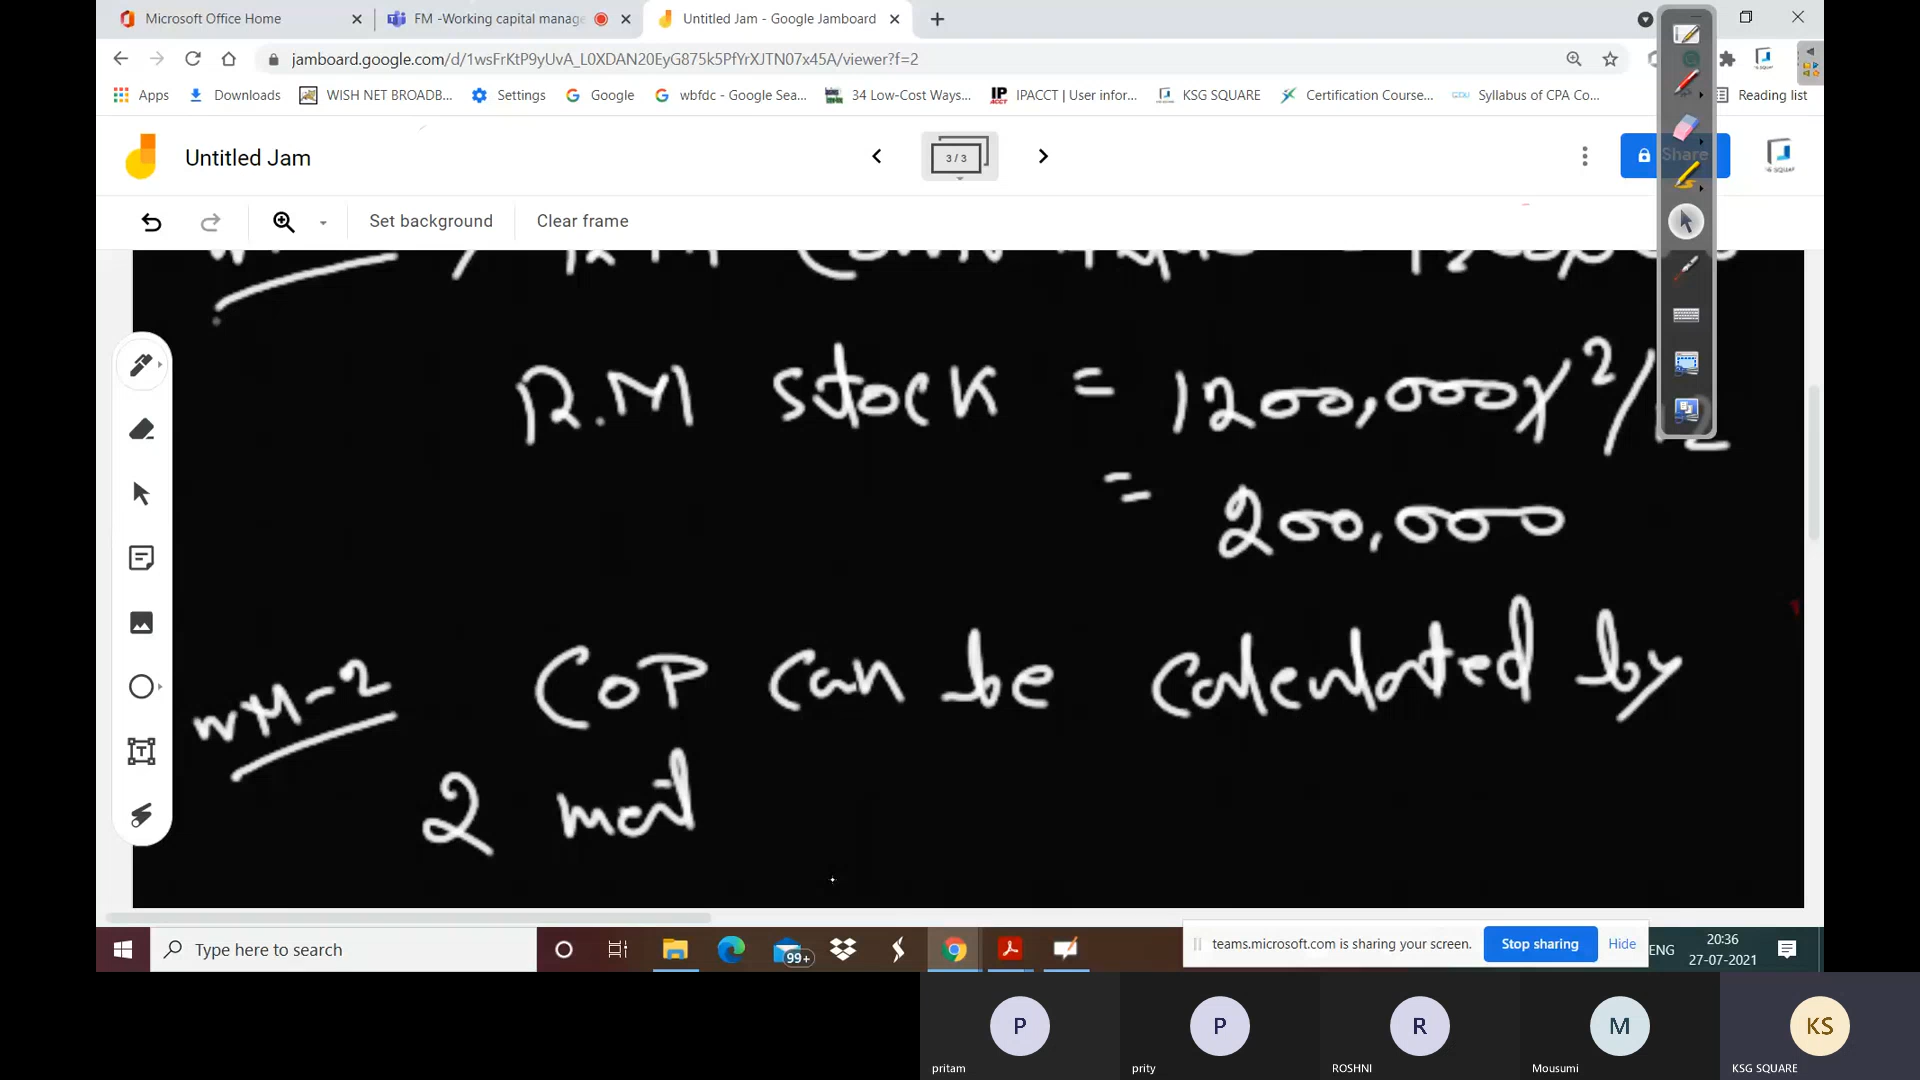 Microsoft Office Home
FM -Working capital manage
Untitled Jam - Google Jamboard
jamboard.google.com/d/1wsFrKtP9yUvA_L0XDAN20EyG875k5PfYrXJTN07x45A/viewer?f=2
Apps
Downloads
WISH NET BROADB...
Settings
Google
wbfdc - Google Sea...
34 Low-Cost Ways...
IPACCT | User infor...
KSG SQUARE
Certification Course...
Syllabus of CPA Co...
Reading list
Untitled Jam
3 / 3
Share
Set background
Clear frame
R.M stock = 1200,000 x 2/12
= 200,000
WM-2 COP can be calculated by
2 met
Type here to search
99+
teams.microsoft.com is sharing your screen.
Stop sharing
Hide
ENG
20:36
27-07-2021
P
pritam
P
prity
R
ROSHNI
M
Mousumi
KS
KSG SQUARE